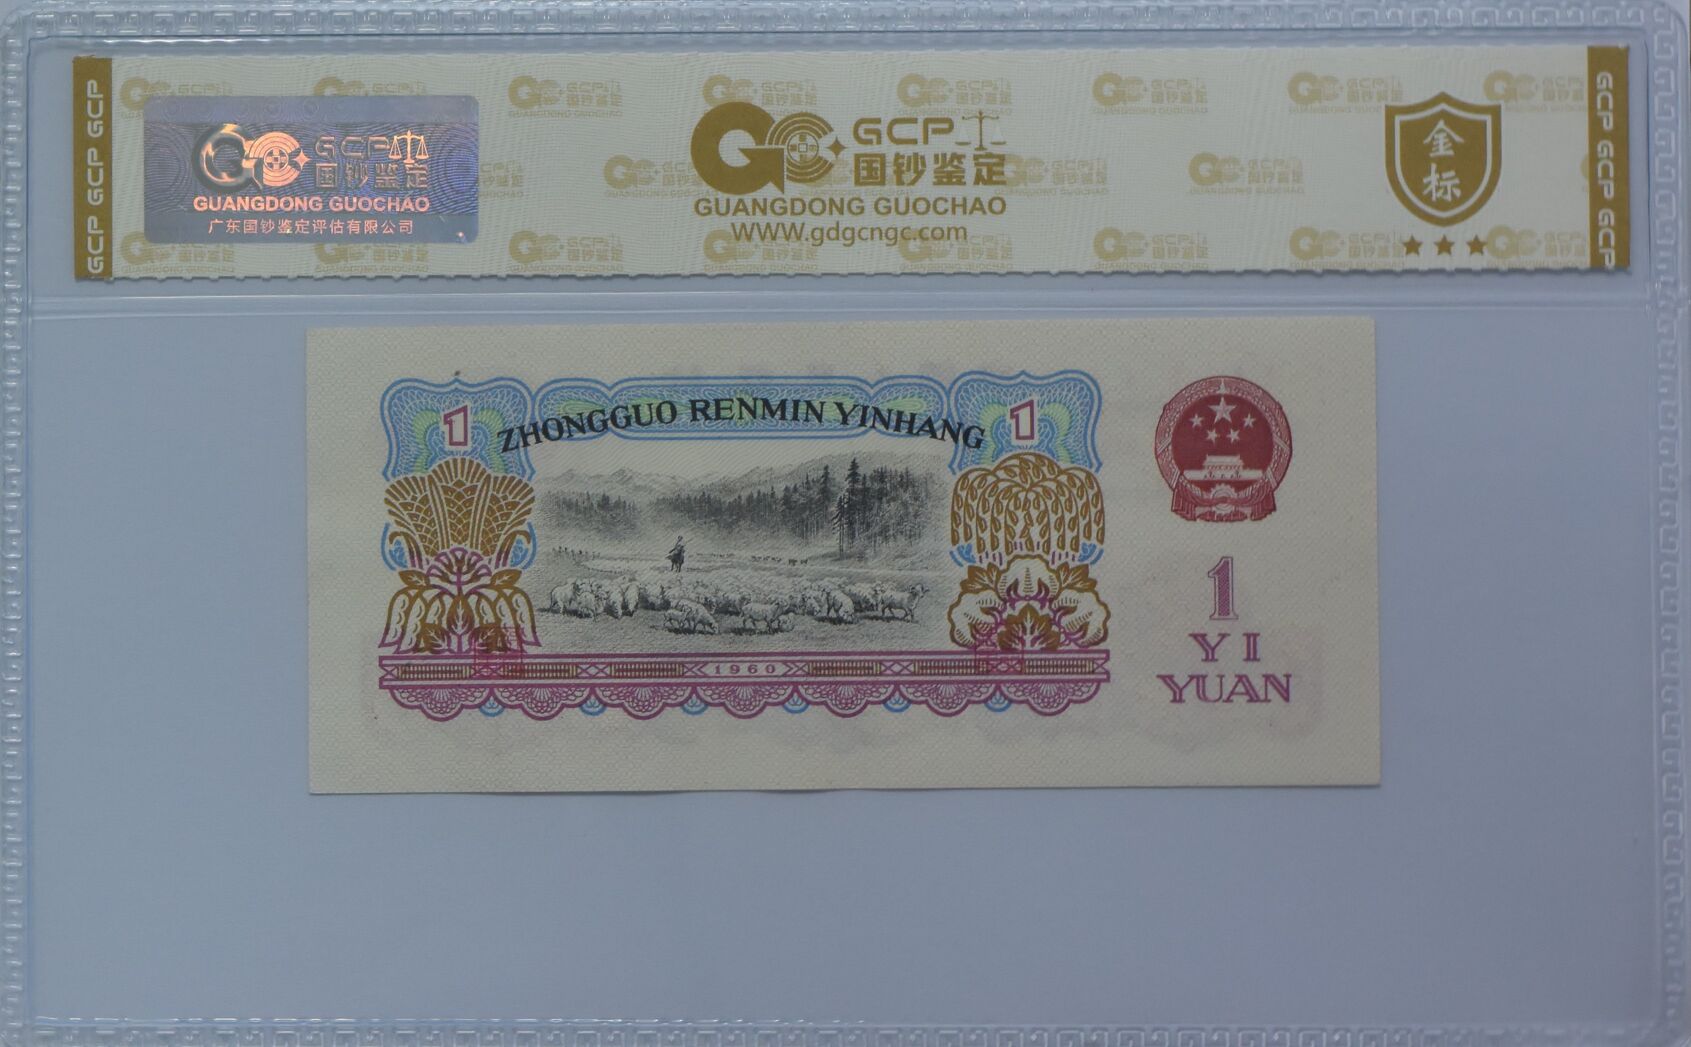 GCP GCP GCP
GCP
国钞鉴定
GUANGDONG GUOCHAO
广东国钞鉴定评估有限公司
GCP
国钞鉴定
GUANGDONG GUOCHAO
WWW.gdgcngc.com
金标
GCP GCP GCP
1
ZHONGGUO RENMIN YINHANG
1
1960
1
YI
YUAN